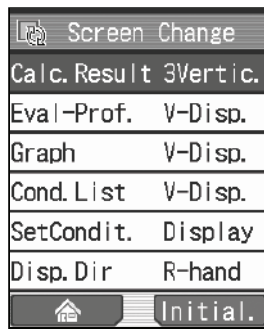 Screen Change
Calc.Result 3Vertic.
Eval-Prof. V-Disp.
Graph V-Disp.
Cond.List V-Disp.
SetCondit. Display
Disp.Dir R-hand
Initial.